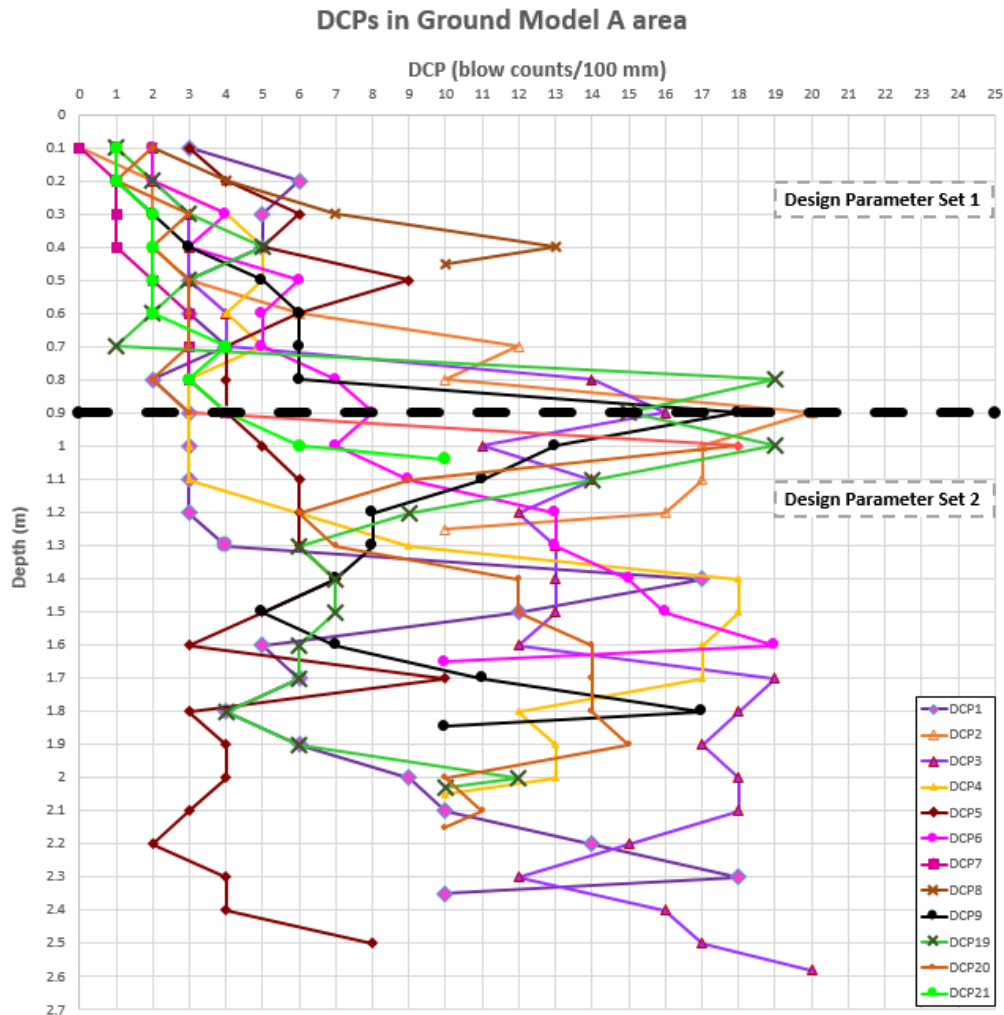 DCPs in Ground Model A area
DCP (blow counts/100 mm)
0 1 2 3 4 5 6 7 8 9 10 11 12 13 14 15 16 17 18 19 20 21 22 23 24 25
0
0.1
0.2
Design Parameter Set 1
0.3
0.4
0.5
0.6
0.7
0.8
0.9
1
1.1
Design Parameter Set 2
1.2
1.3
1.4
1.5
1.6
1.7
1.8
1.9
2
2.1
2.2
2.3
2.4
2.5
2.6
2.7
Depth (m)
DCP1
DCP2
DCP3
DCP4
DCP5
DCP6
DCP7
DCP8
DCP9
DCP19
DCP20
DCP21